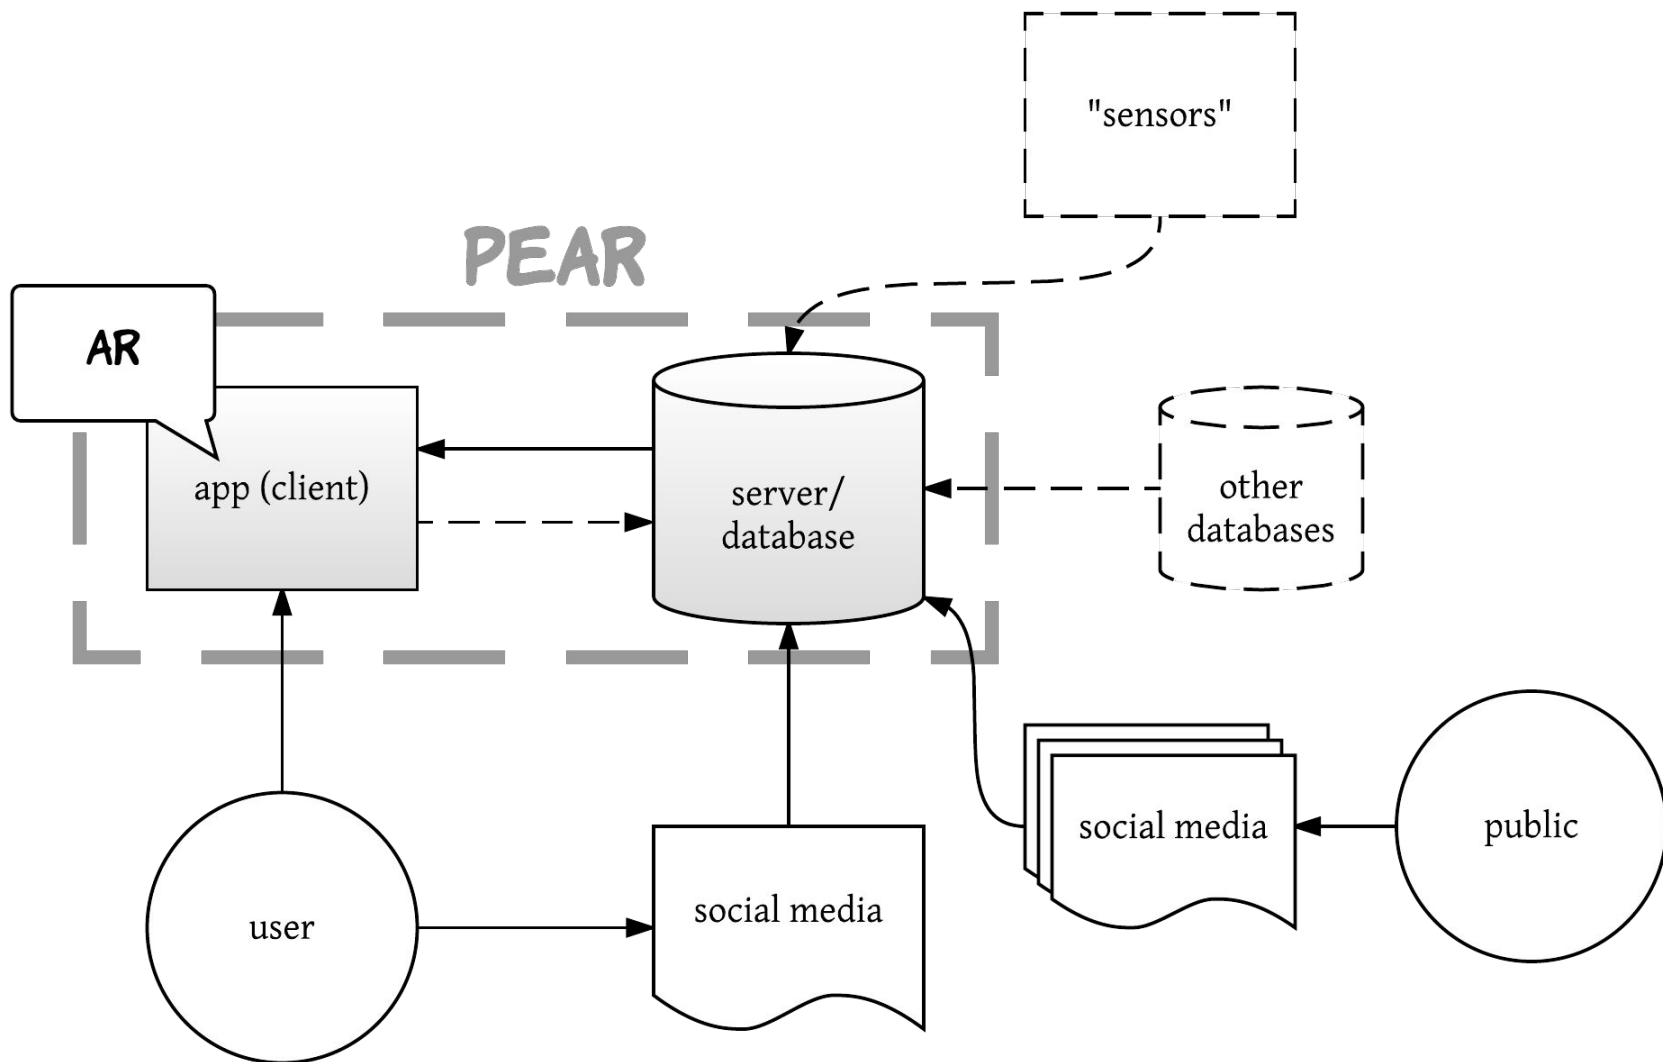 "sensors"
PEAR
AR
app (client)
server/
database
other
databases
social media
public
social media
user